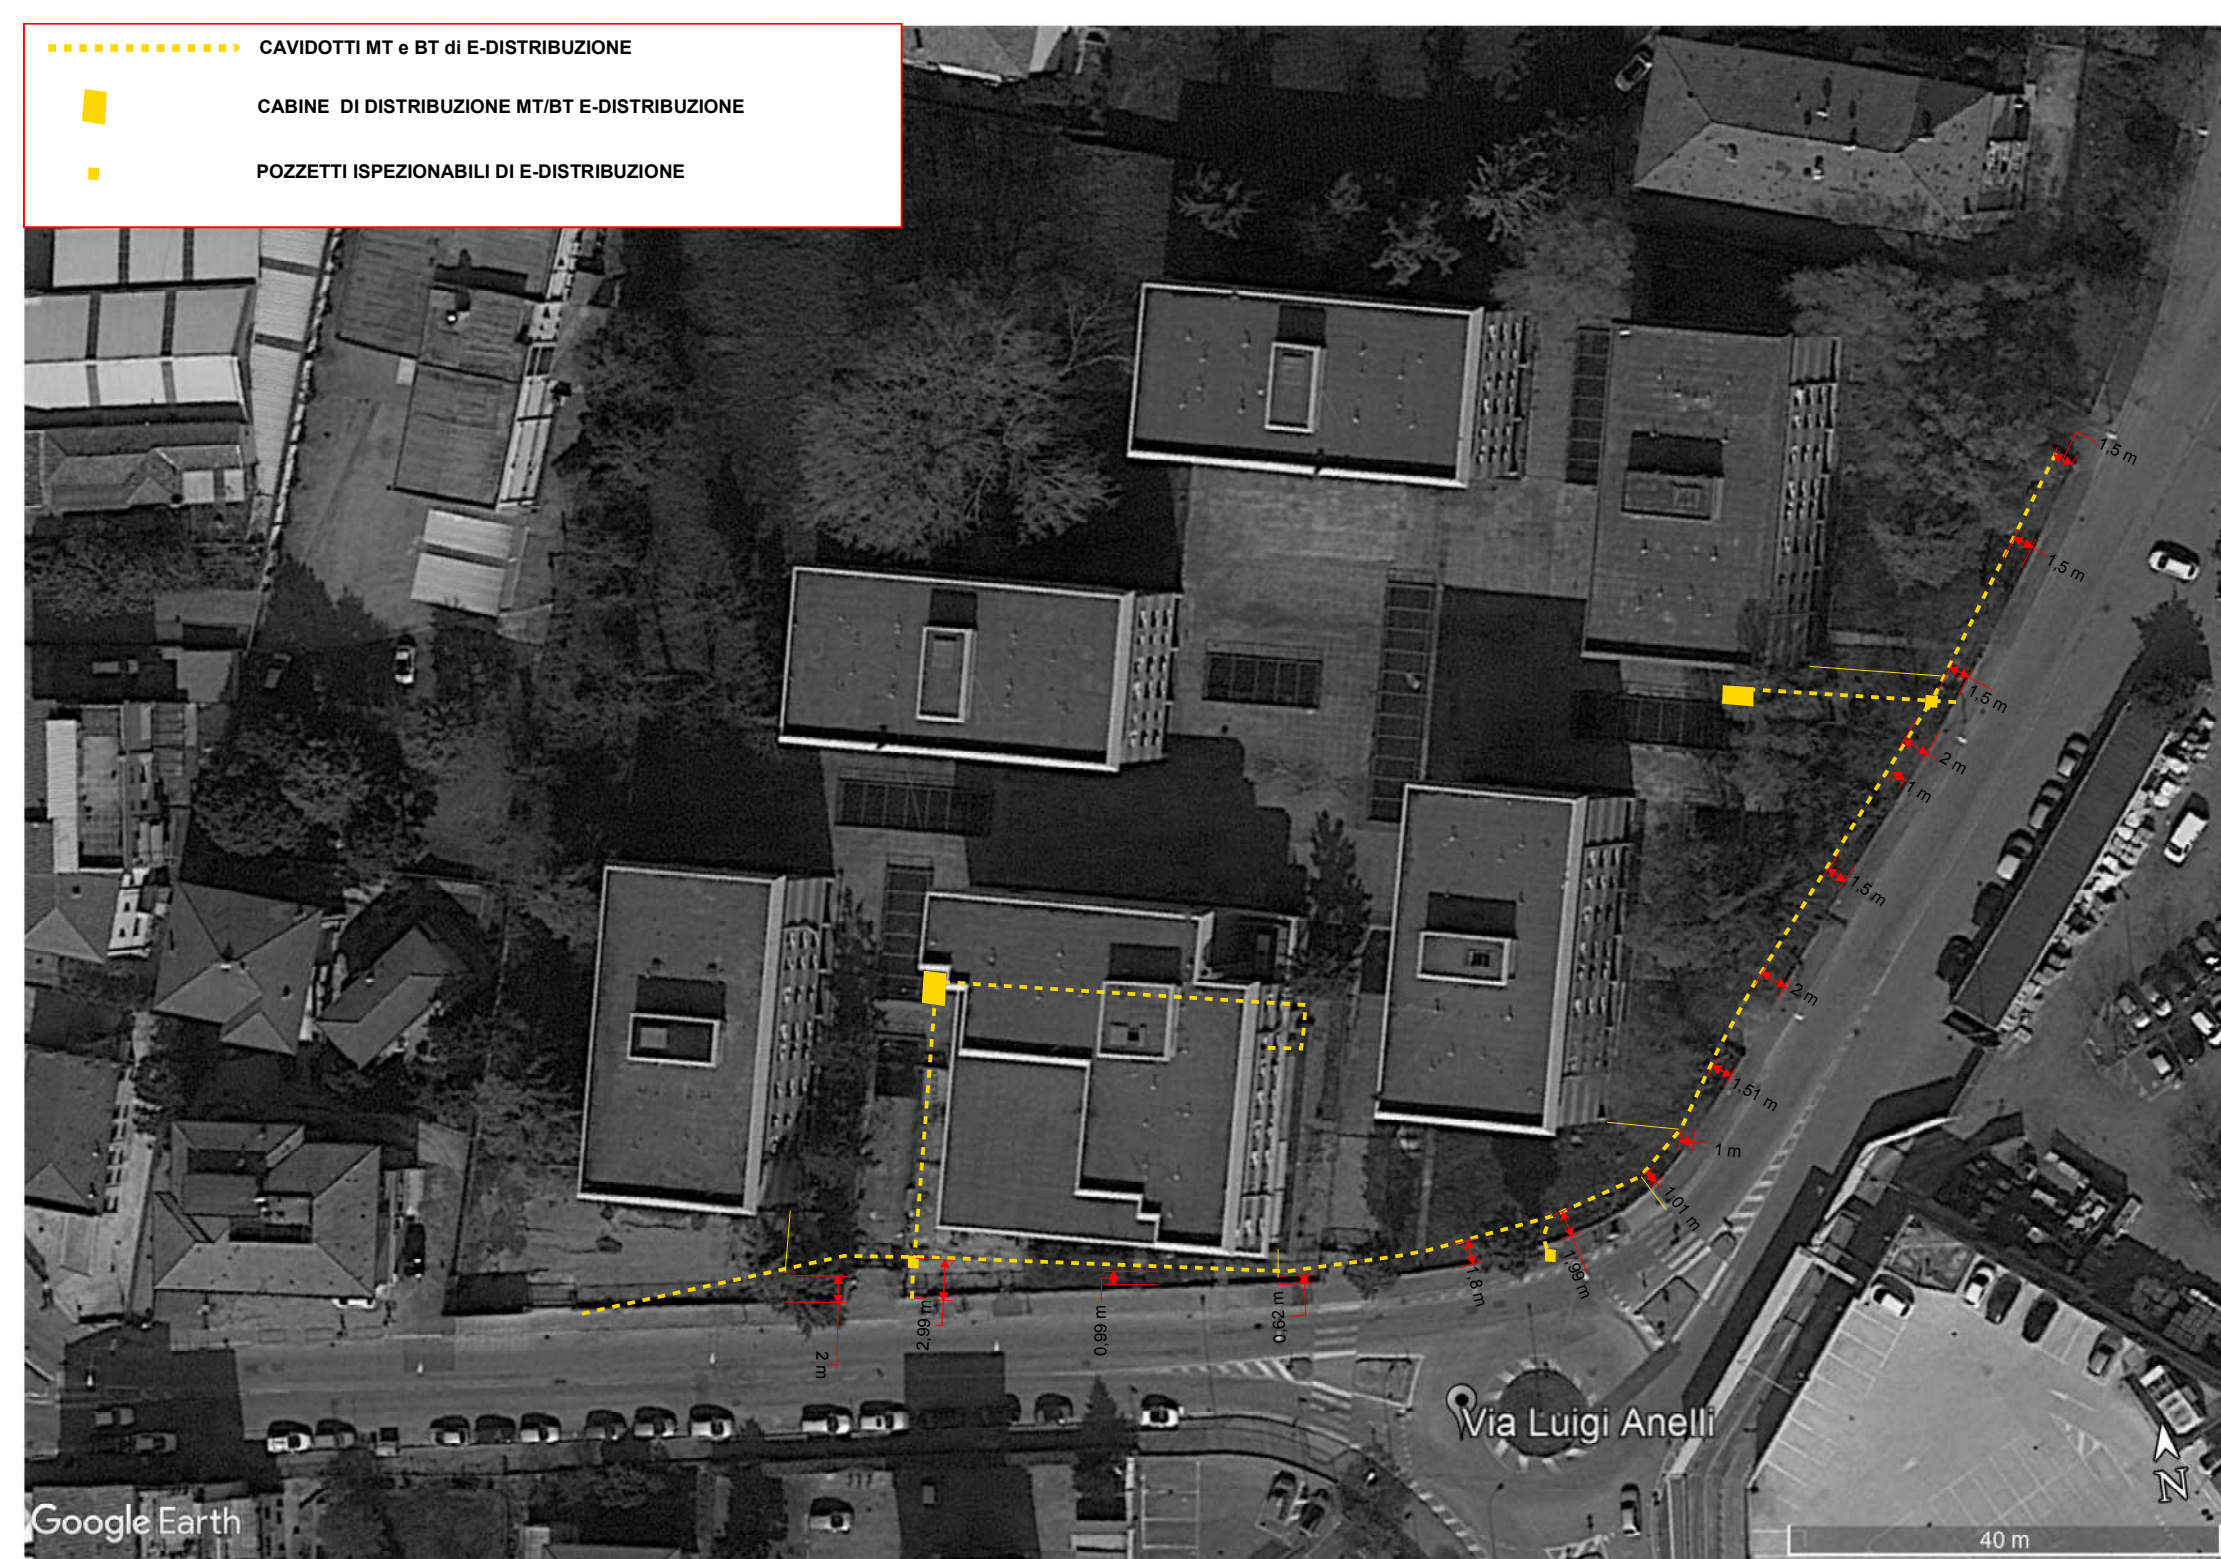 CAVIDOTTI MT e BT di E-DISTRIBUZIONE
CABINE DI DISTRIBUZIONE MT/BT E-DISTRIBUZIONE
POZZETTI ISPEZIONABILI DI E-DISTRIBUZIONE
1,5 m
1,5 m
1,5 m
2 m
1 m
1,5 m
2 m
1,51 m
1 m
1,01 m
1,99 m
1,8 m
0,62 m
0,99 m
2,99 m
2 m
Via Luigi Anelli
N
Google Earth
40 m